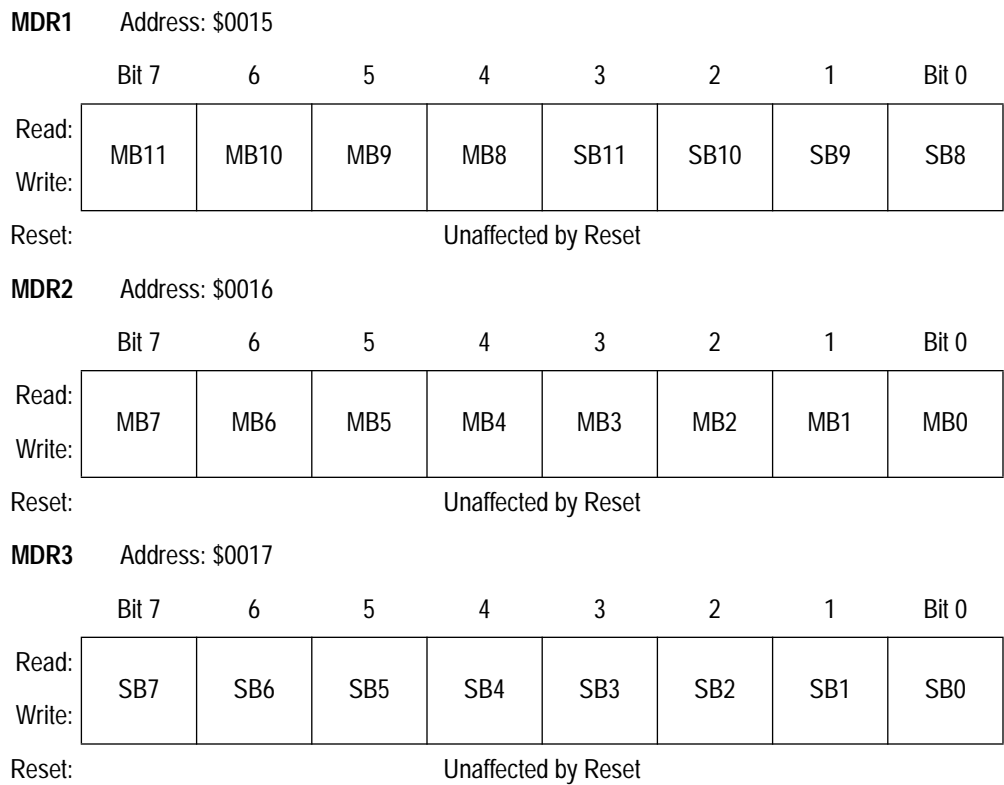 MDR1 Address: $0015
Bit 7 6 5 4 3 2 1 Bit 0
Read:
MB11 MB10 MB9 MB8 SB11 SB10 SB9 SB8
Write:
Reset: Unaffected by Reset
MDR2 Address: $0016
Bit 7 6 5 4 3 2 1 Bit 0
Read:
MB7 MB6 MB5 MB4 MB3 MB2 MB1 MB0
Write:
Reset: Unaffected by Reset
MDR3 Address: $0017
Bit 7 6 5 4 3 2 1 Bit 0
Read:
SB7 SB6 SB5 SB4 SB3 SB2 SB1 SB0
Write:
Reset: Unaffected by Reset